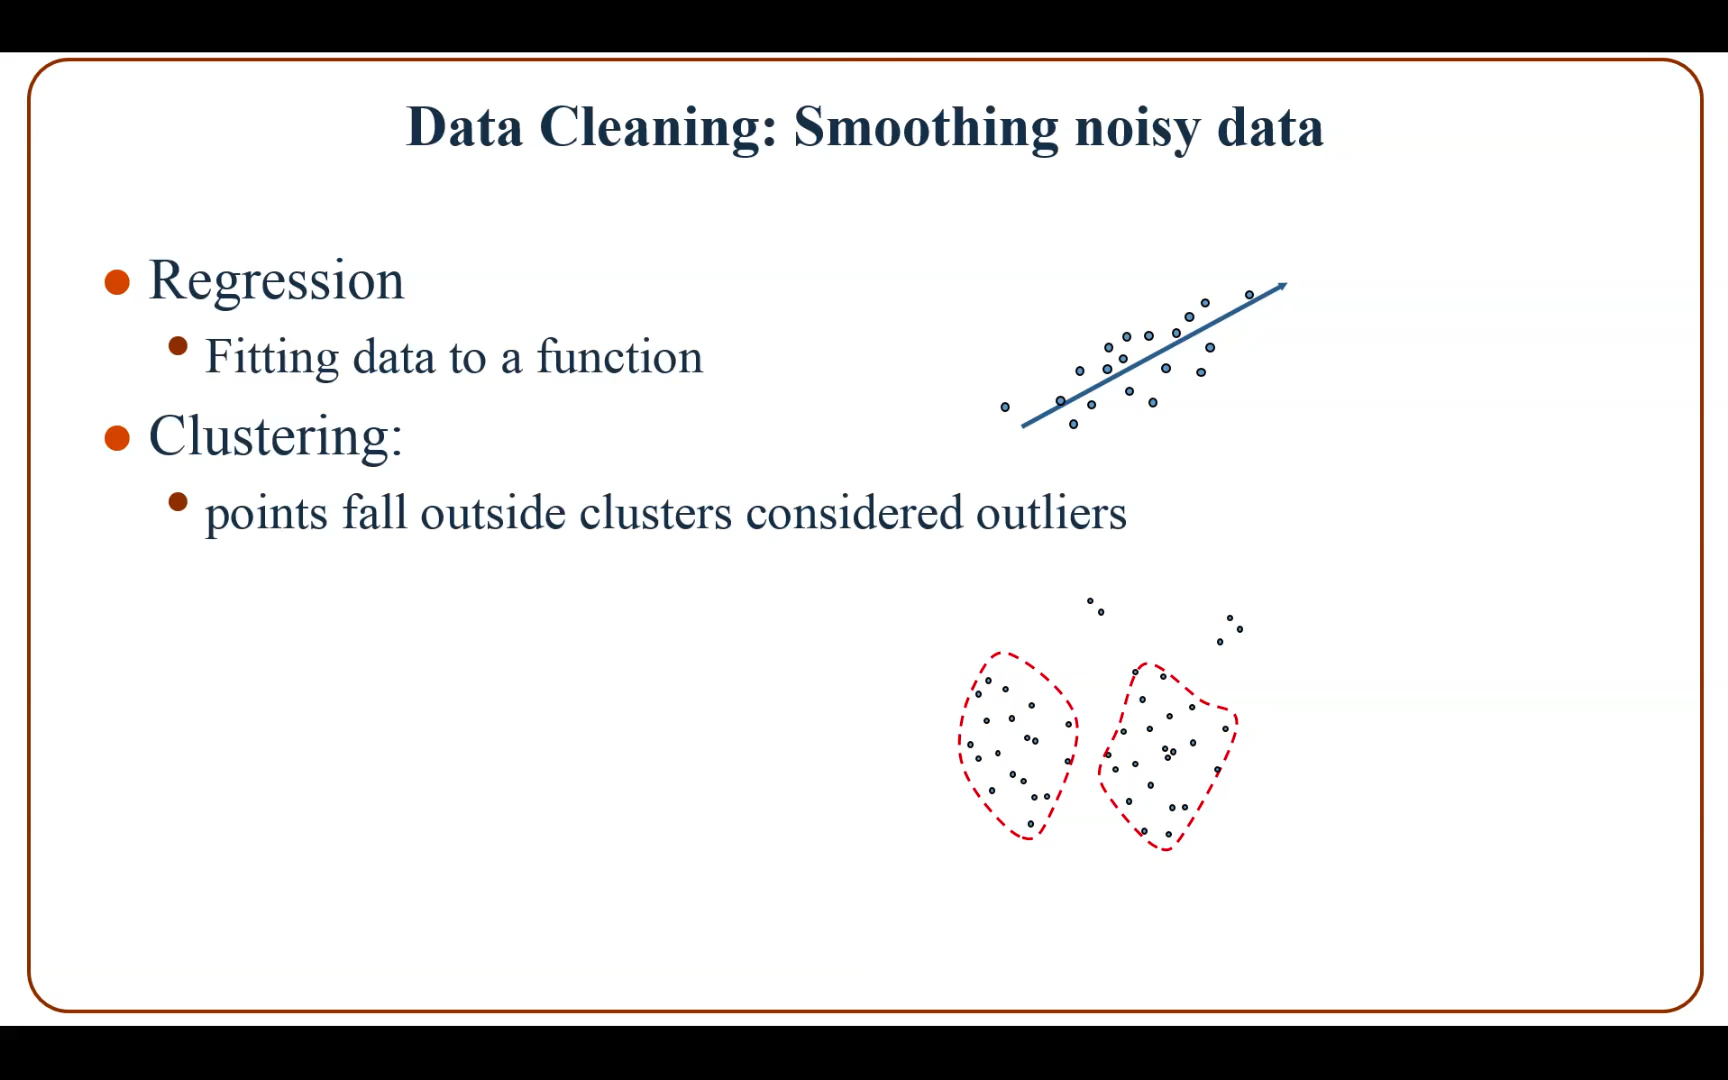 Data Cleaning: Smoothing noisy data
Regression
Fitting data to a function
Clustering:
points fall outside clusters considered outliers